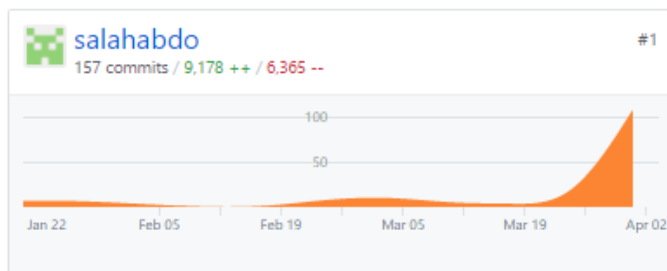 salahabdo #1
157 commits / 9,178 ++ / 6,365 --
100
50
Jan 22 Feb 05 Feb 19 Mar 05 Mar 19 Apr 02